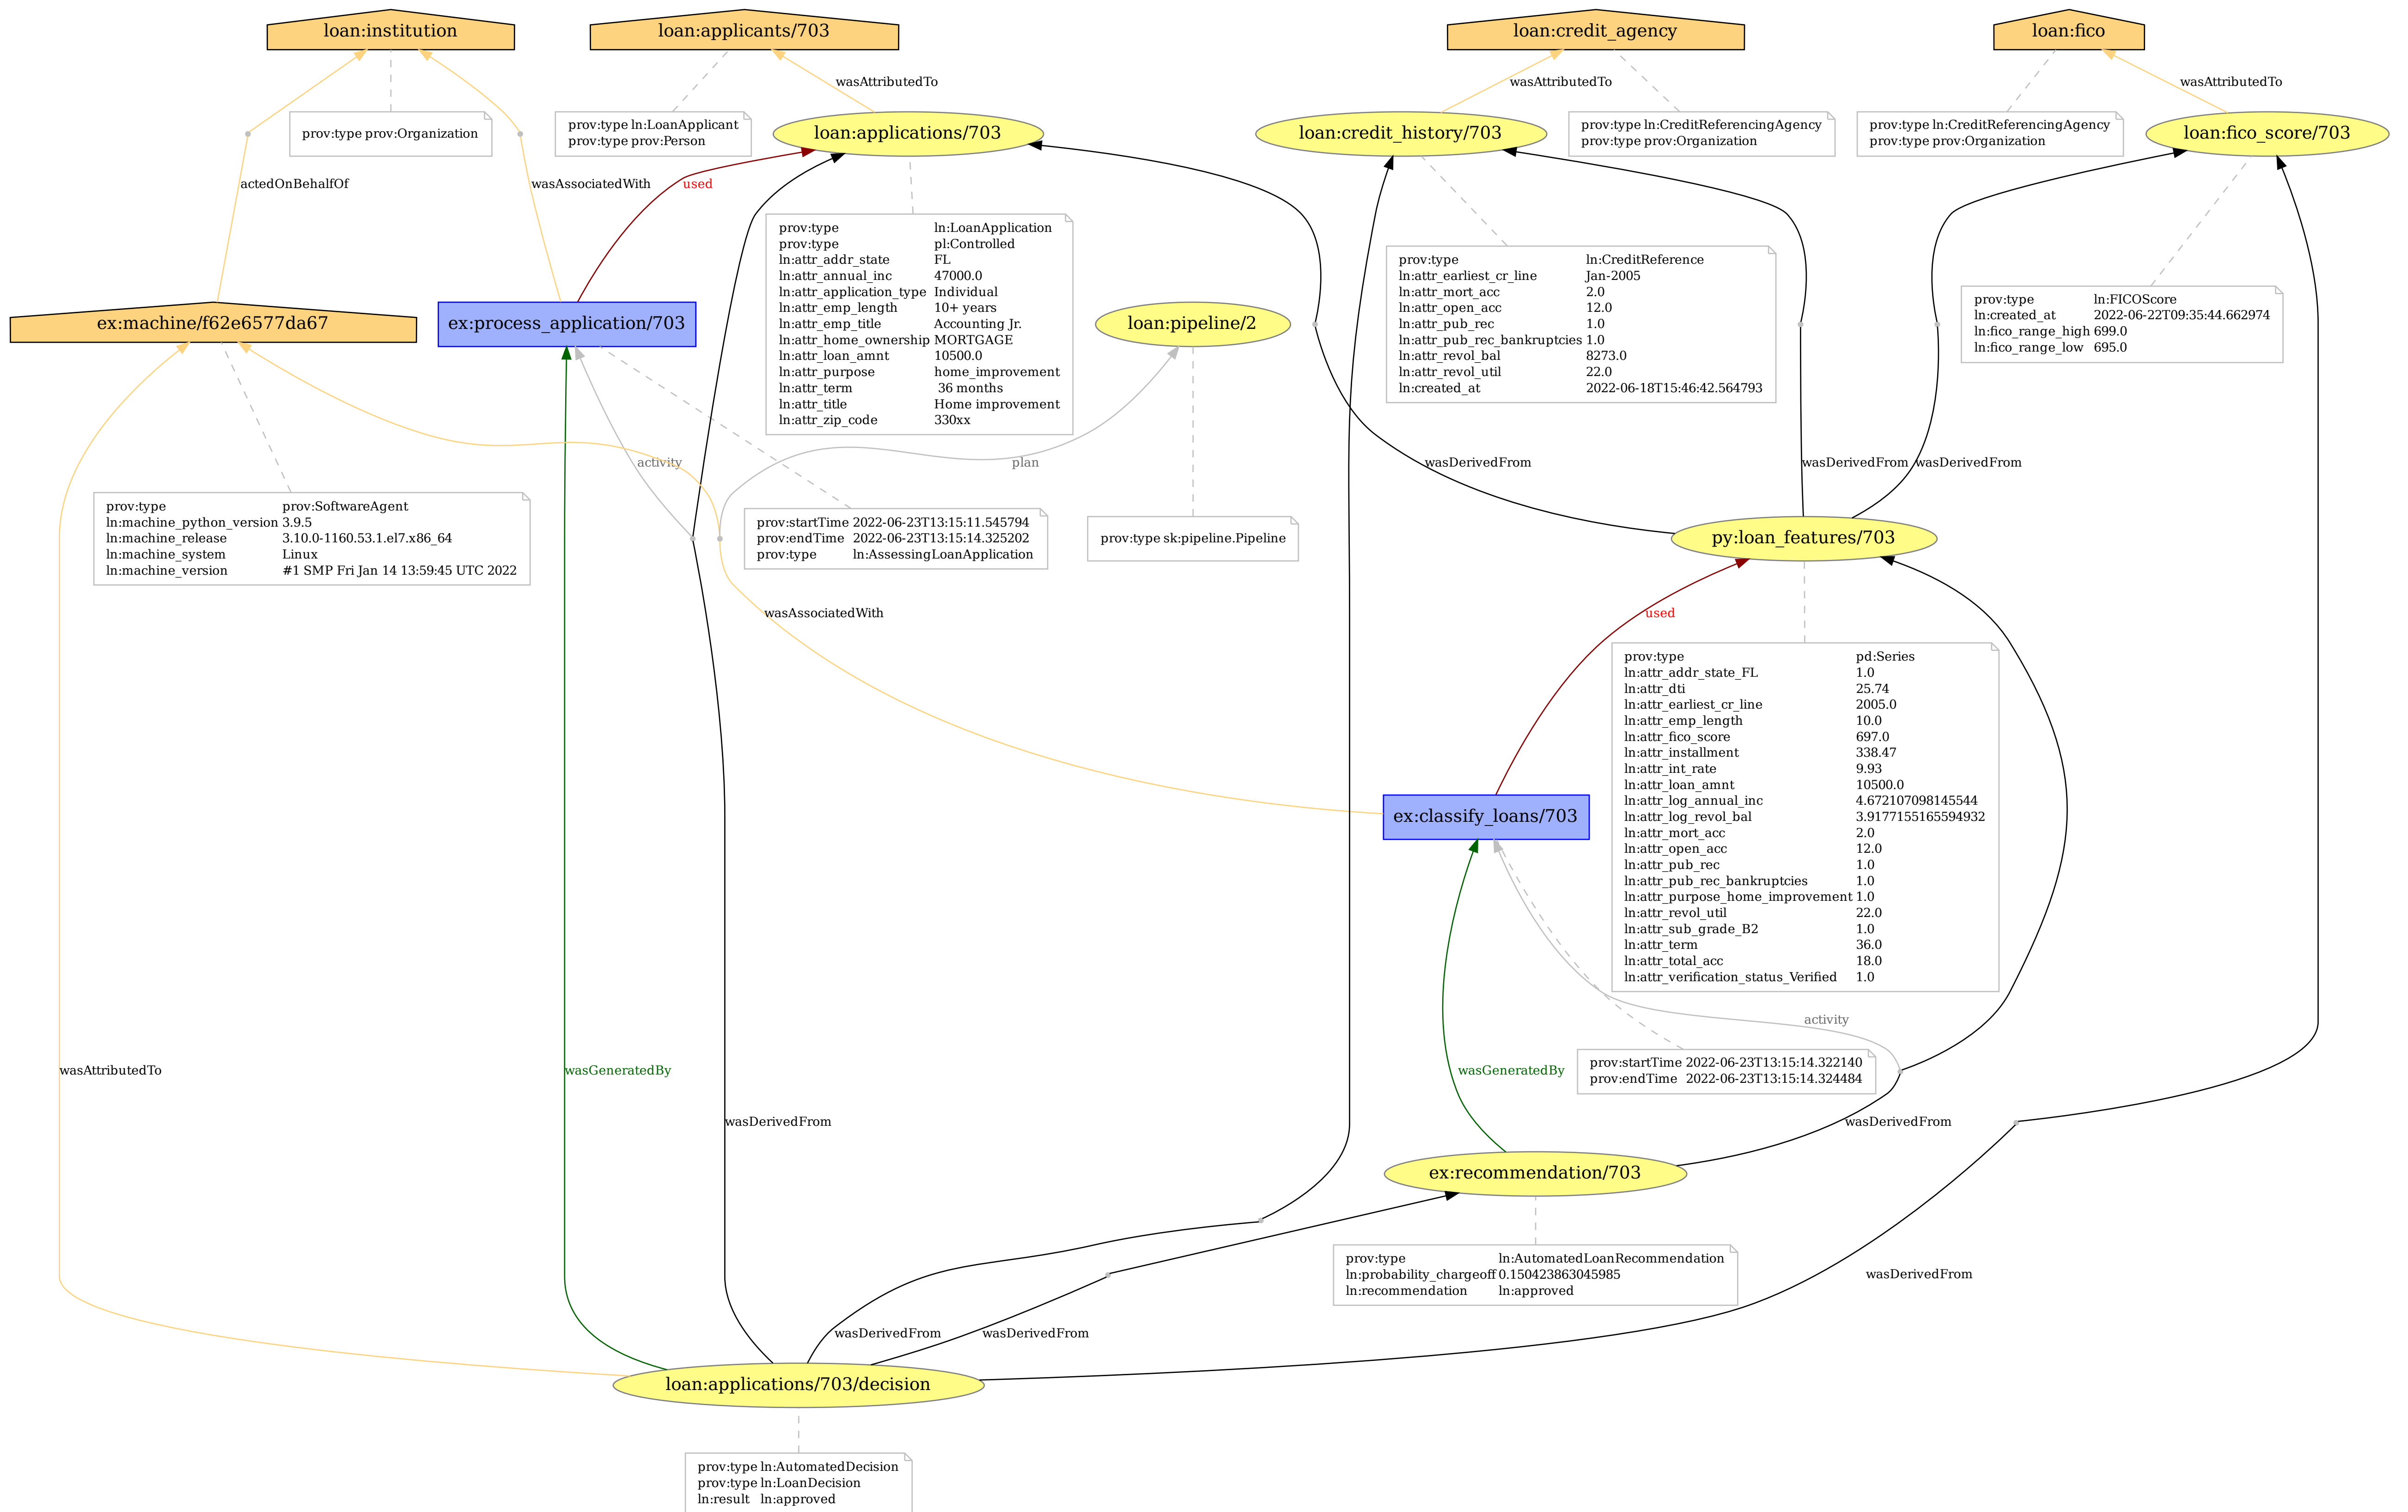 loan:institution
loan:applicants/703
loan:credit_agency
loan:fico
wasAttributedTo
wasAttributedTo
wasAttributedTo
prov:type prov:Organization
prov:type ln:LoanApplicant
prov:type prov:Person
loan:applications/703
loan:credit_history/703
prov:type ln:CreditReferencingAgency
prov:type prov:Organization
prov:type ln:CreditReferencingAgency
prov:type prov:Organization
loan:fico_score/703
actedOnBehalfOf
wasAssociatedWith
used
prov:type ln:LoanApplication
prov:type pl:Controlled
ln:attr_addr_state FL
ln:attr_annual_inc 47000.0
ln:attr_application_type Individual
ln:attr_emp_length 10+ years
ln:attr_emp_title Accounting Jr.
ln:attr_home_ownership MORTGAGE
ln:attr_loan_amnt 10500.0
ln:attr_purpose home_improvement
ln:attr_term 36 months
ln:attr_title Home improvement
ln:attr_zip_code 330xx
prov:type ln:CreditReference
ln:attr_earliest_cr_line Jan-2005
ln:attr_mort_acc 2.0
ln:attr_open_acc 12.0
ln:attr_pub_rec 1.0
ln:attr_pub_rec_bankruptcies 1.0
ln:attr_revol_bal 8273.0
ln:attr_revol_util 22.0
ln:created_at 2022-06-18T15:46:42.564793
prov:type ln:FICOScore
ln:created_at 2022-06-22T09:35:44.662974
ln:fico_range_high 699.0
ln:fico_range_low 695.0
ex:machine/f62e6577da67
ex:process_application/703
loan:pipeline/2
activity
plan
wasDerivedFrom
wasDerivedFrom
wasDerivedFrom
prov:type prov:SoftwareAgent
ln:machine_python_version 3.9.5
ln:machine_release 3.10.0-1160.53.1.el7.x86_64
ln:machine_system Linux
ln:machine_version #1 SMP Fri Jan 14 13:59:45 UTC 2022
prov:startTime 2022-06-23T13:15:11.545794
prov:endTime 2022-06-23T13:15:14.325202
prov:type ln:AssessingLoanApplication
prov:type sk:pipeline.Pipeline
py:loan_features/703
wasAssociatedWith
used
prov:type pd:Series
ln:attr_addr_state_FL 1.0
ln:attr_dti 25.74
ln:attr_earliest_cr_line 2005.0
ln:attr_emp_length 10.0
ln:attr_fico_score 697.0
ln:attr_installment 338.47
ln:attr_int_rate 9.93
ln:attr_loan_amnt 10500.0
ln:attr_log_annual_inc 4.672107098145544
ln:attr_log_revol_bal 3.9177155165594932
ln:attr_mort_acc 2.0
ln:attr_open_acc 12.0
ln:attr_pub_rec 1.0
ln:attr_pub_rec_bankruptcies 1.0
ln:attr_purpose_home_improvement 1.0
ln:attr_revol_util 22.0
ln:attr_sub_grade_B2 1.0
ln:attr_term 36.0
ln:attr_total_acc 18.0
ln:attr_verification_status_Verified 1.0
ex:classify_loans/703
activity
wasAttributedTo
wasGeneratedBy
wasGeneratedBy
prov:startTime 2022-06-23T13:15:14.322140
prov:endTime 2022-06-23T13:15:14.324484
wasDerivedFrom
wasDerivedFrom
ex:recommendation/703
prov:type ln:AutomatedLoanRecommendation
ln:probability_chargeoff 0.150423863045985
ln:recommendation ln:approved
wasDerivedFrom
wasDerivedFrom
wasDerivedFrom
loan:applications/703/decision
prov:type ln:AutomatedDecision
prov:type ln:LoanDecision
ln:result ln:approved